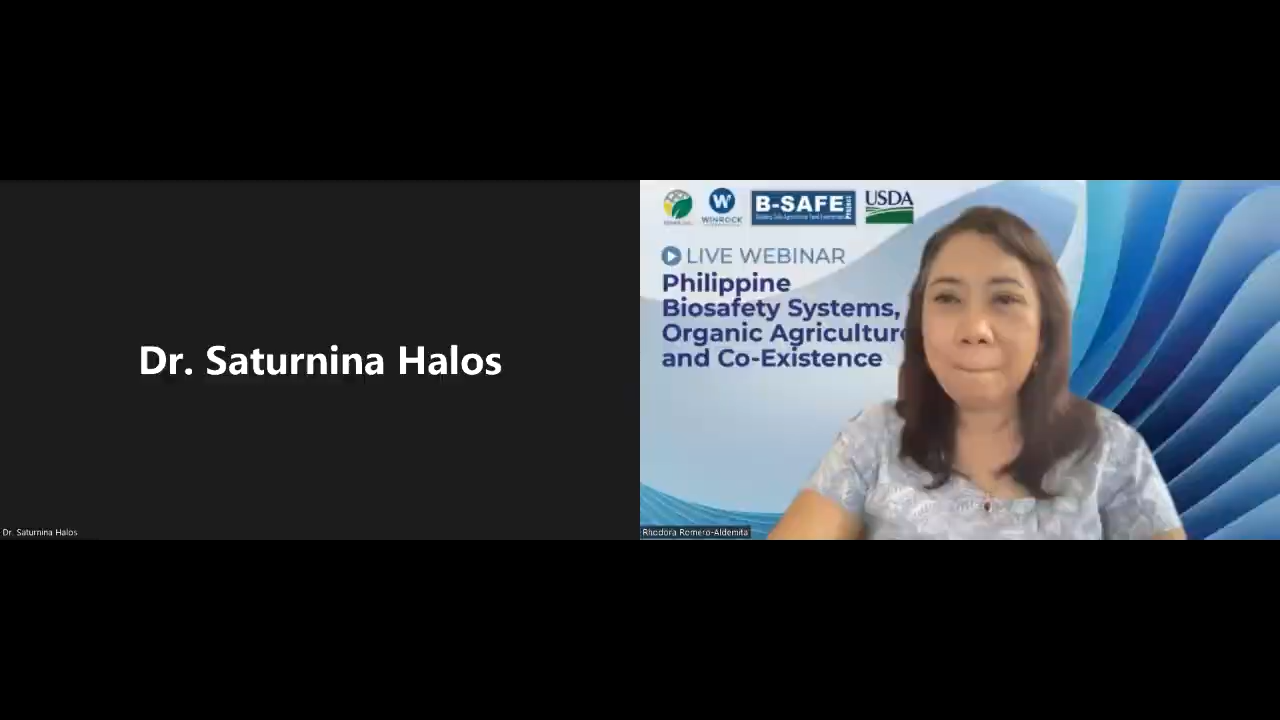 Dr. Saturnina Halos
Dr. Saturnina Halos
W
WINROCK
B-SAFE
USDA
LIVE WEBINAR
Philippine
Biosafety Systems,
Organic Agriculture
and Co-Existence
Rhodora Romero-Aldemita